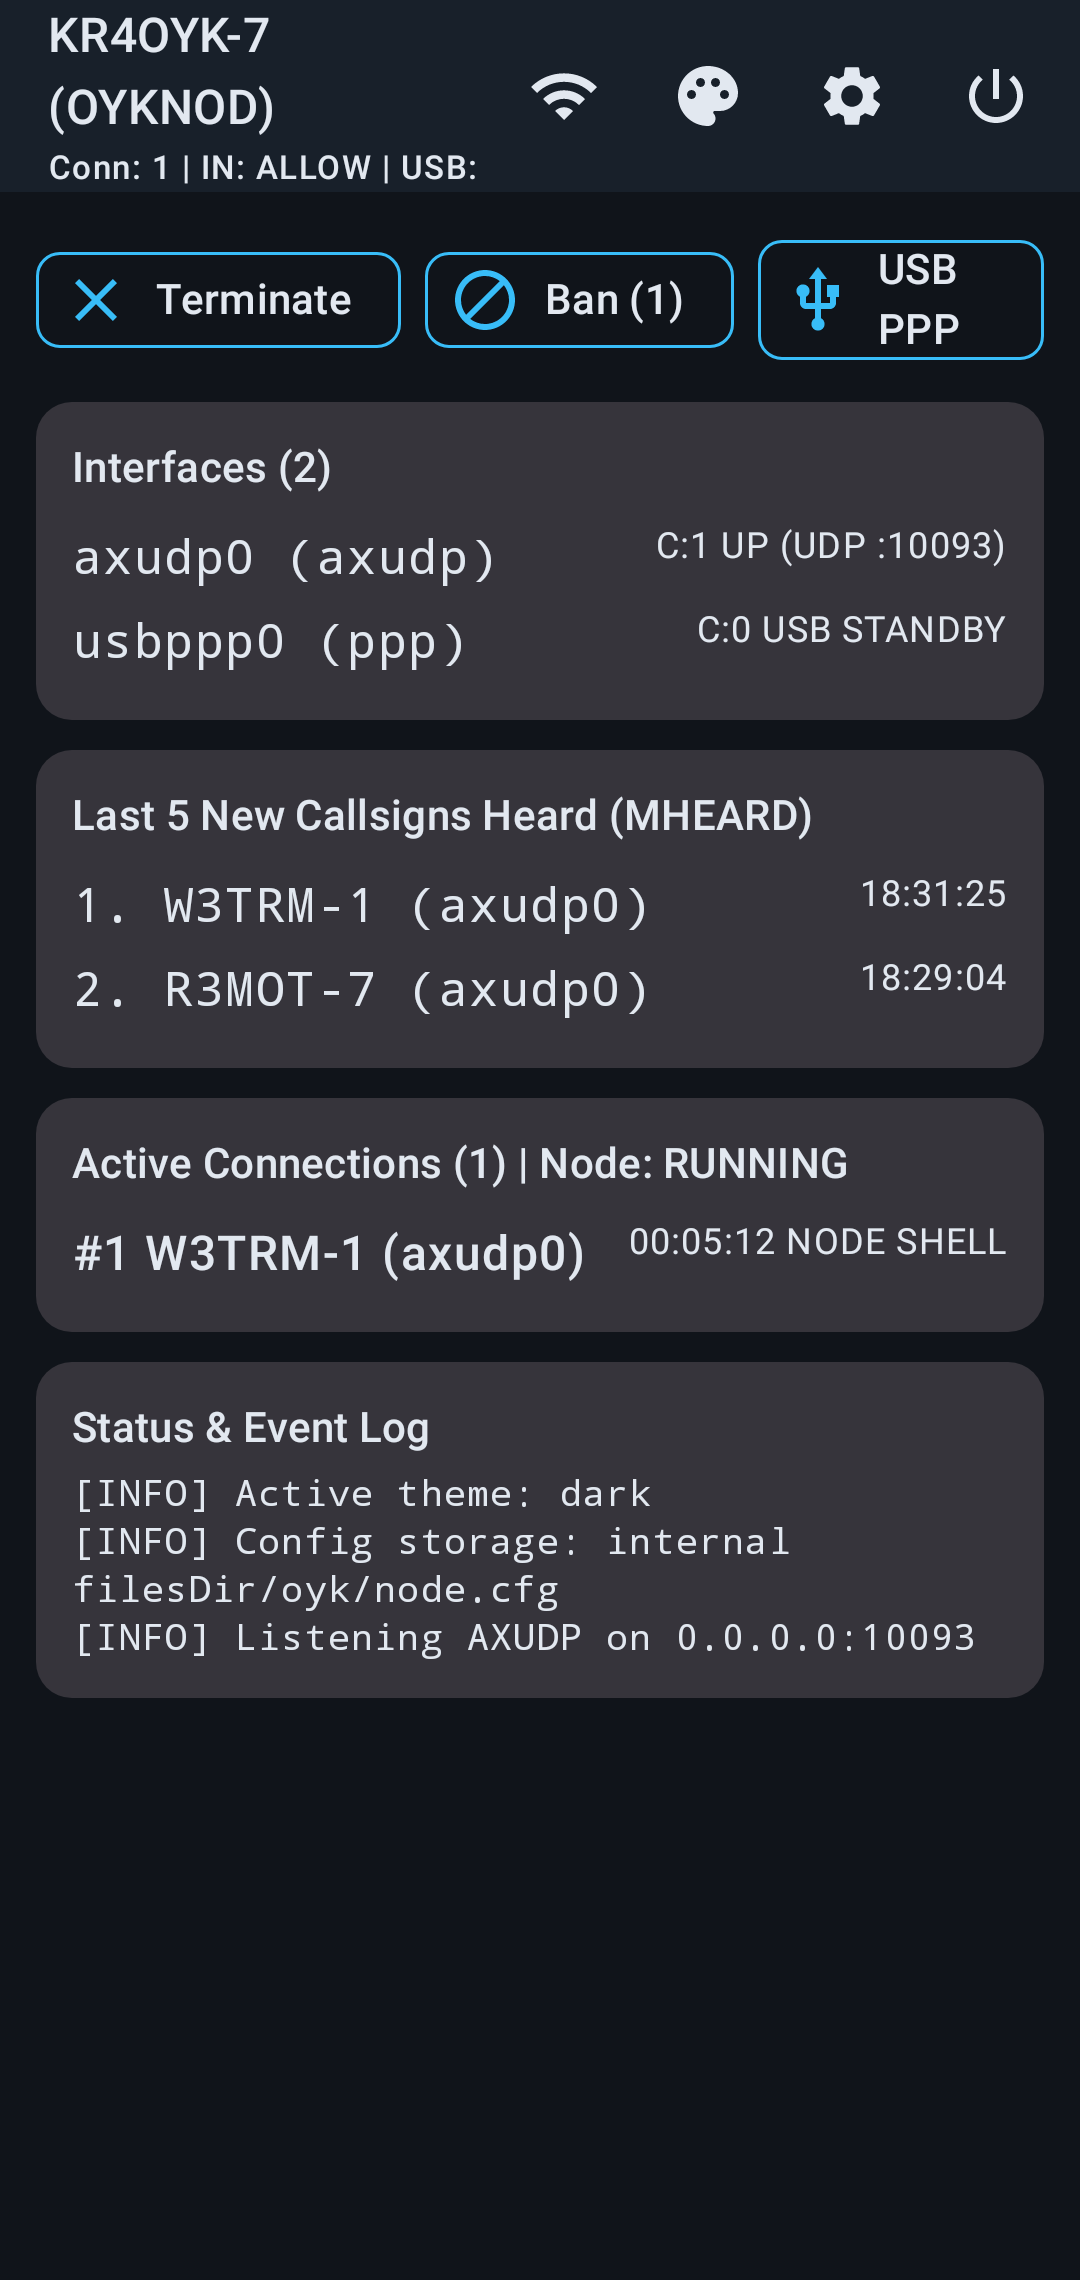 KR4OYK-7
(OYKNOD)
Conn: 1 | IN: ALLOW | USB:
Terminate
Ban (1)
USB
PPP
Interfaces (2)
axudp0 (axudp) C:1 UP (UDP :10093)
usbppp0 (ppp) C:0 USB STANDBY
Last 5 New Callsigns Heard (MHEARD)
1. W3TRM-1 (axudp0) 18:31:25
2. R3MOT-7 (axudp0) 18:29:04
Active Connections (1) | Node: RUNNING
#1 W3TRM-1 (axudp0) 00:05:12 NODE SHELL
Status & Event Log
[INFO] Active theme: dark
[INFO] Config storage: internal
filesDir/oyk/node.cfg
[INFO] Listening AXUDP on 0.0.0.0:10093